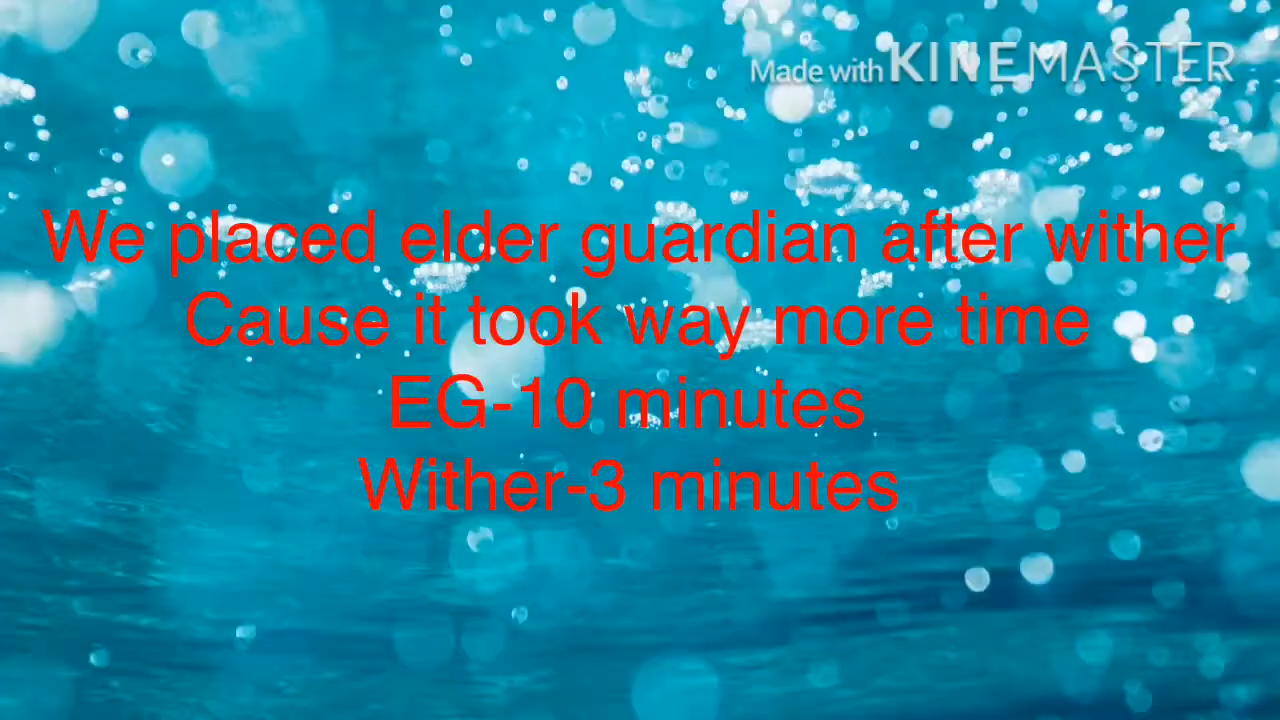 Made with KINEMASTER
We placed elder guardian after wither
Cause it took way more time
EG-10 minutes
Wither-3 minutes